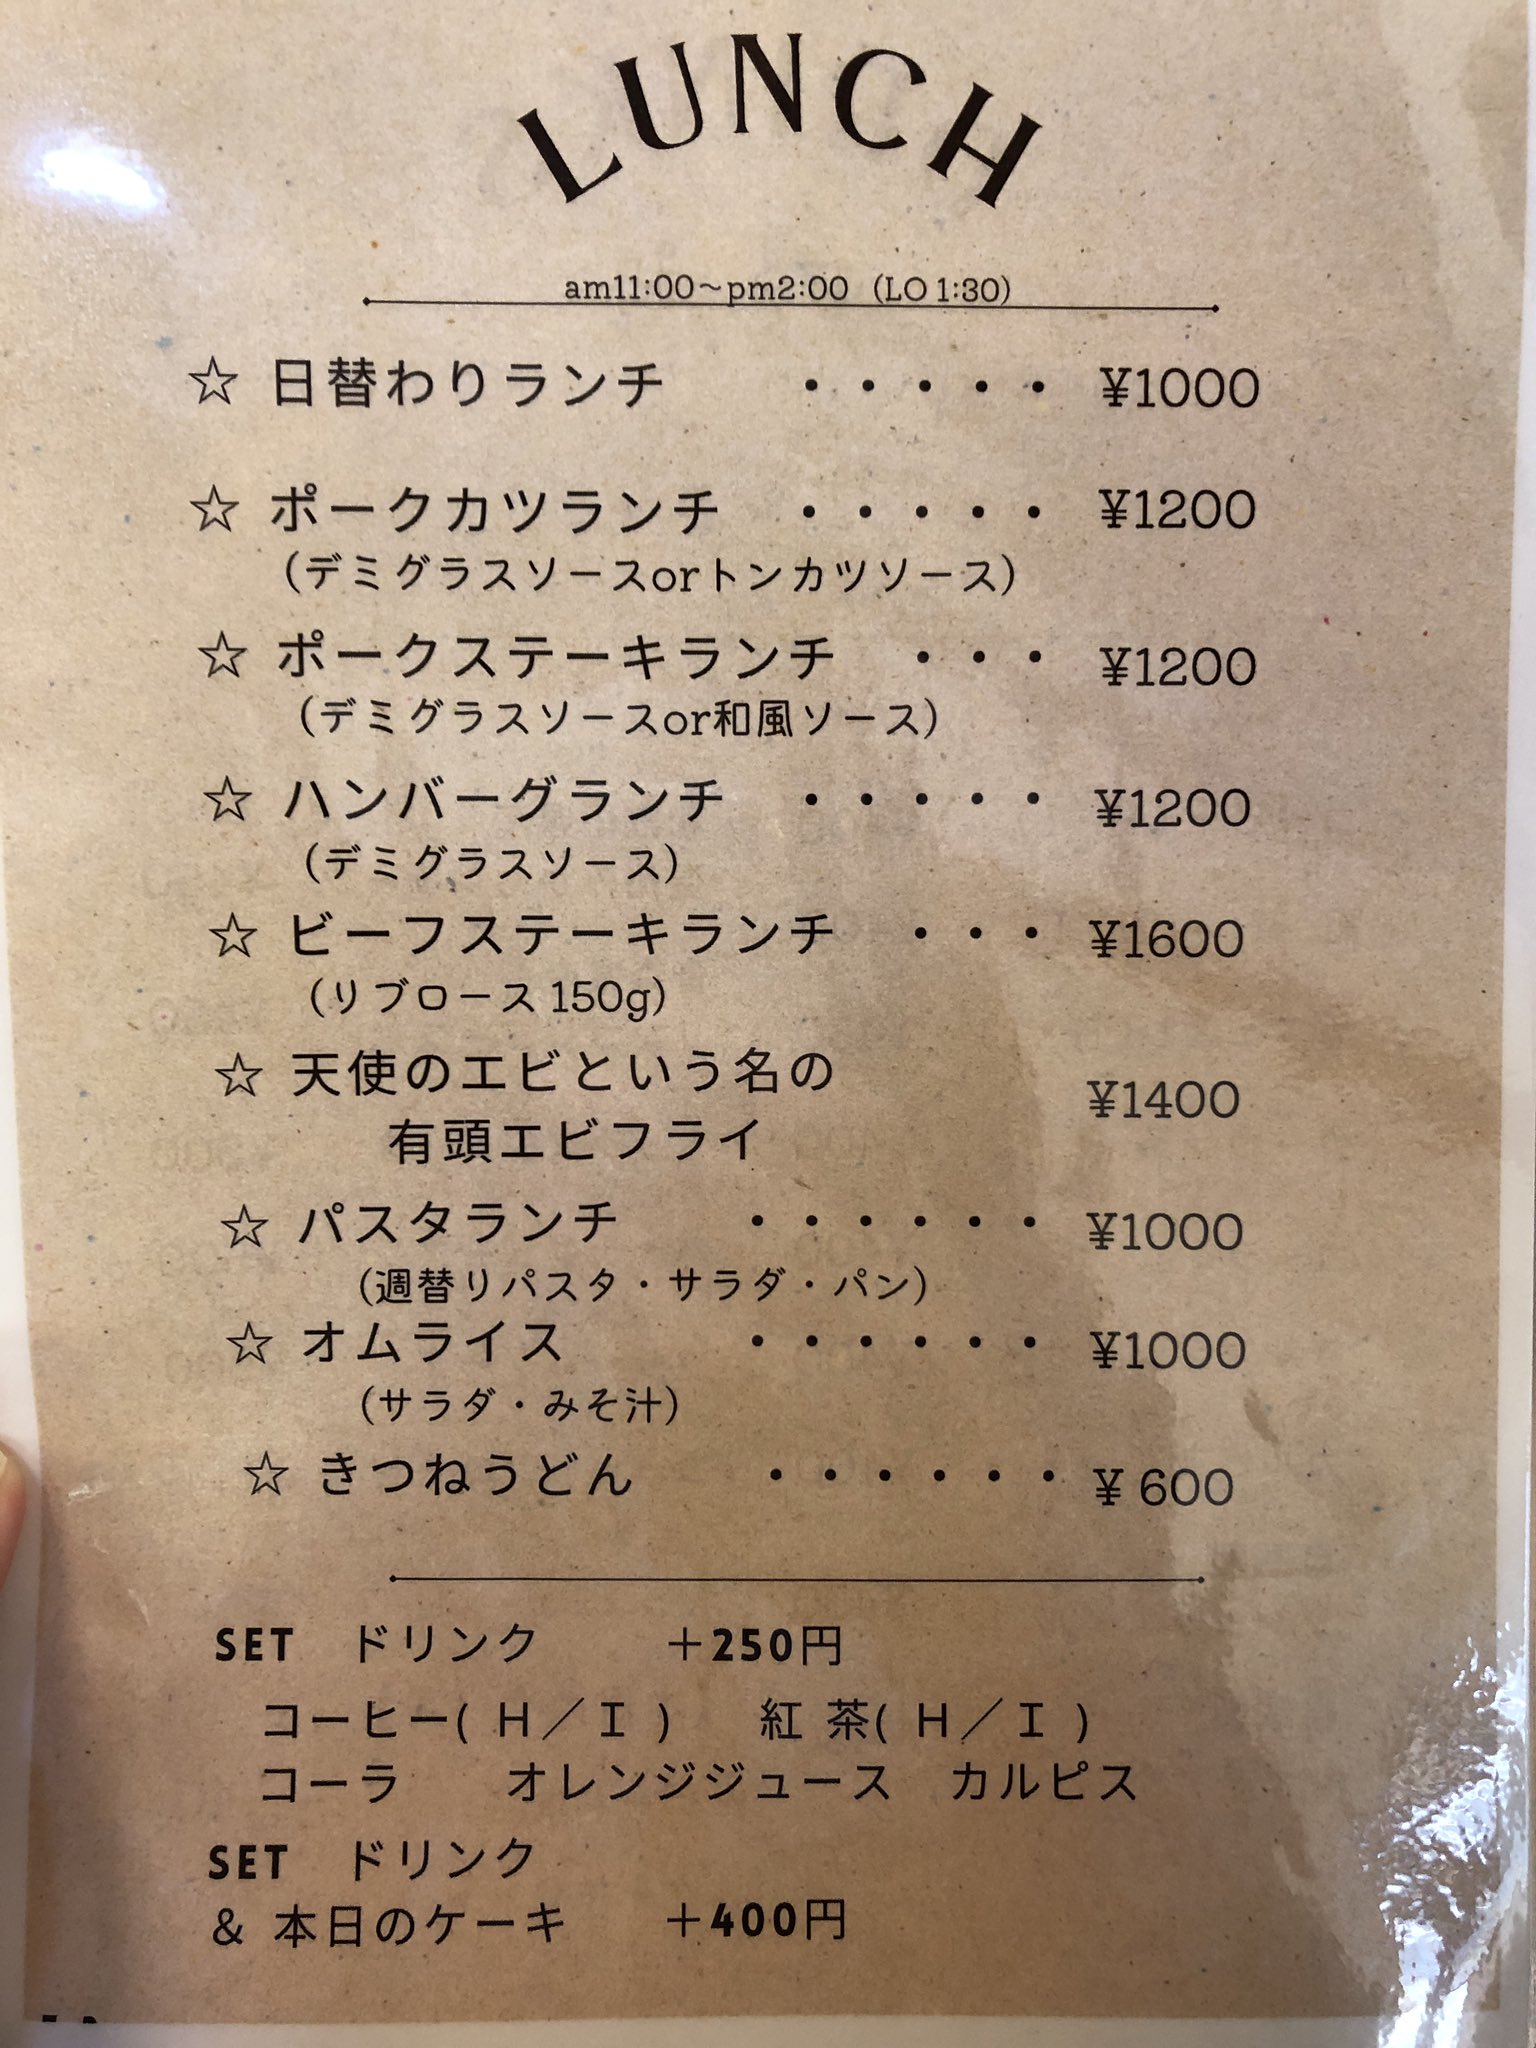 LUNCH
am11:00〜pm2:00 (LO 1:30)
☆ 日替わりランチ ・・・・・ ¥1000
☆ ポークカツランチ ・・・・・ ¥1200
(デミグラスソースorトンカツソース)
☆ ポークステーキランチ ・・・ ¥1200
(デミグラスソースor和風ソース)
☆ ハンバーグランチ ・・・・・ ¥1200
(デミグラスソース)
☆ ビーフステーキランチ ・・・ ¥1600
(リブロース 150g)
☆ 天使のエビという名の
有頭エビフライ ¥1400
☆ パスタランチ ・・・・・・ ¥1000
(週替りパスタ・サラダ・パン)
☆ オムライス ・・・・・・ ¥1000
(サラダ・みそ汁)
☆ きつねうどん ・・・・・・ ¥ 600
SET ドリンク +250円
コーヒー( H／I ) 紅 茶( H／I )
コーラ オレンジジュース カルピス
SET ドリンク
& 本日のケーキ +400円